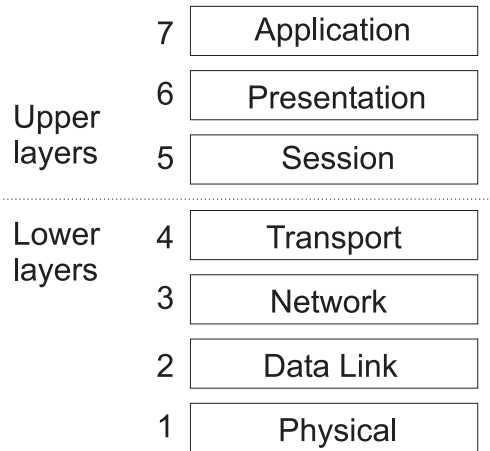 7 Application
6 Presentation
Upper
layers
5 Session
Lower
layers
4 Transport
3 Network
2 Data Link
1 Physical